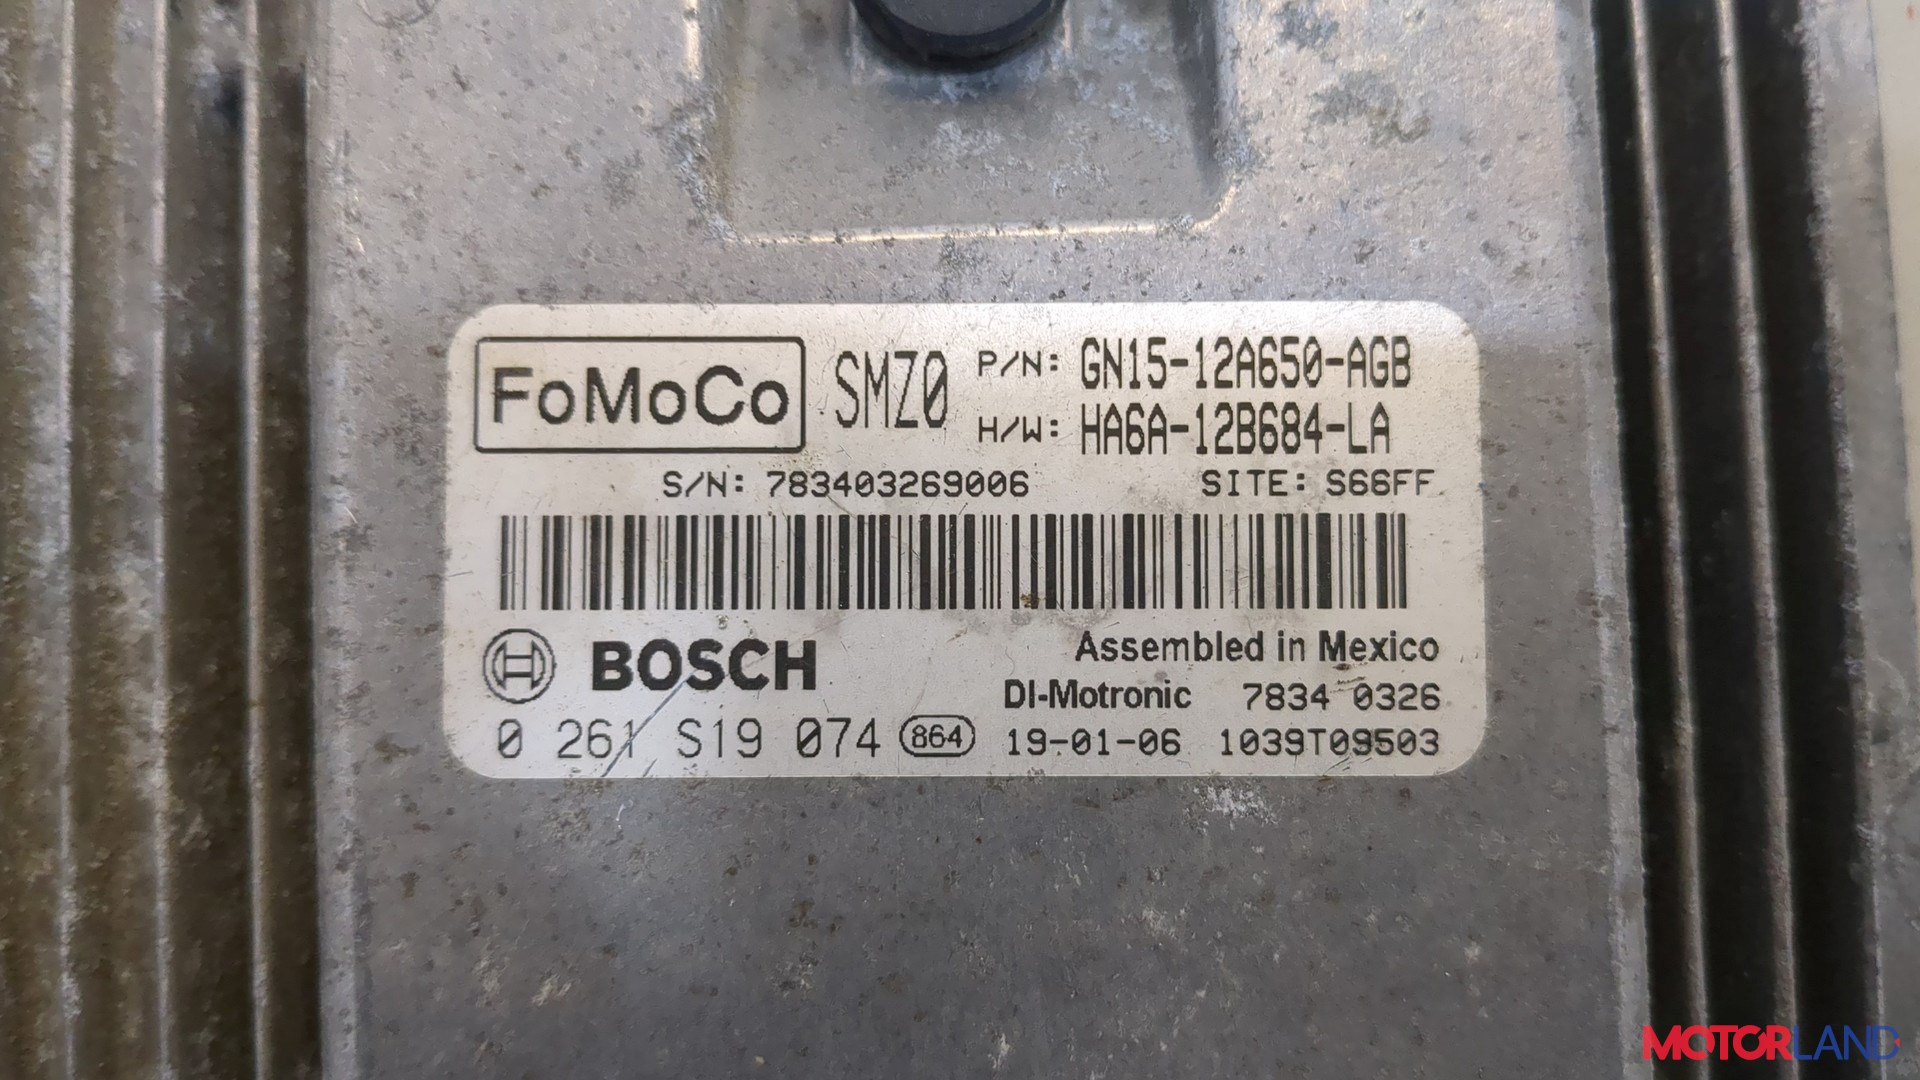 FoMoCo SMZ0 P/N: GN15-12A650-AGB
H/W: HA6A-12B684-LA
S/N: 783403269006 SITE: S66FF
BOSCH Assembled in Mexico
DI-Motronic 7834 0326
0 261 S19 074 864 19-01-06 1039T09503
MOTORLAND